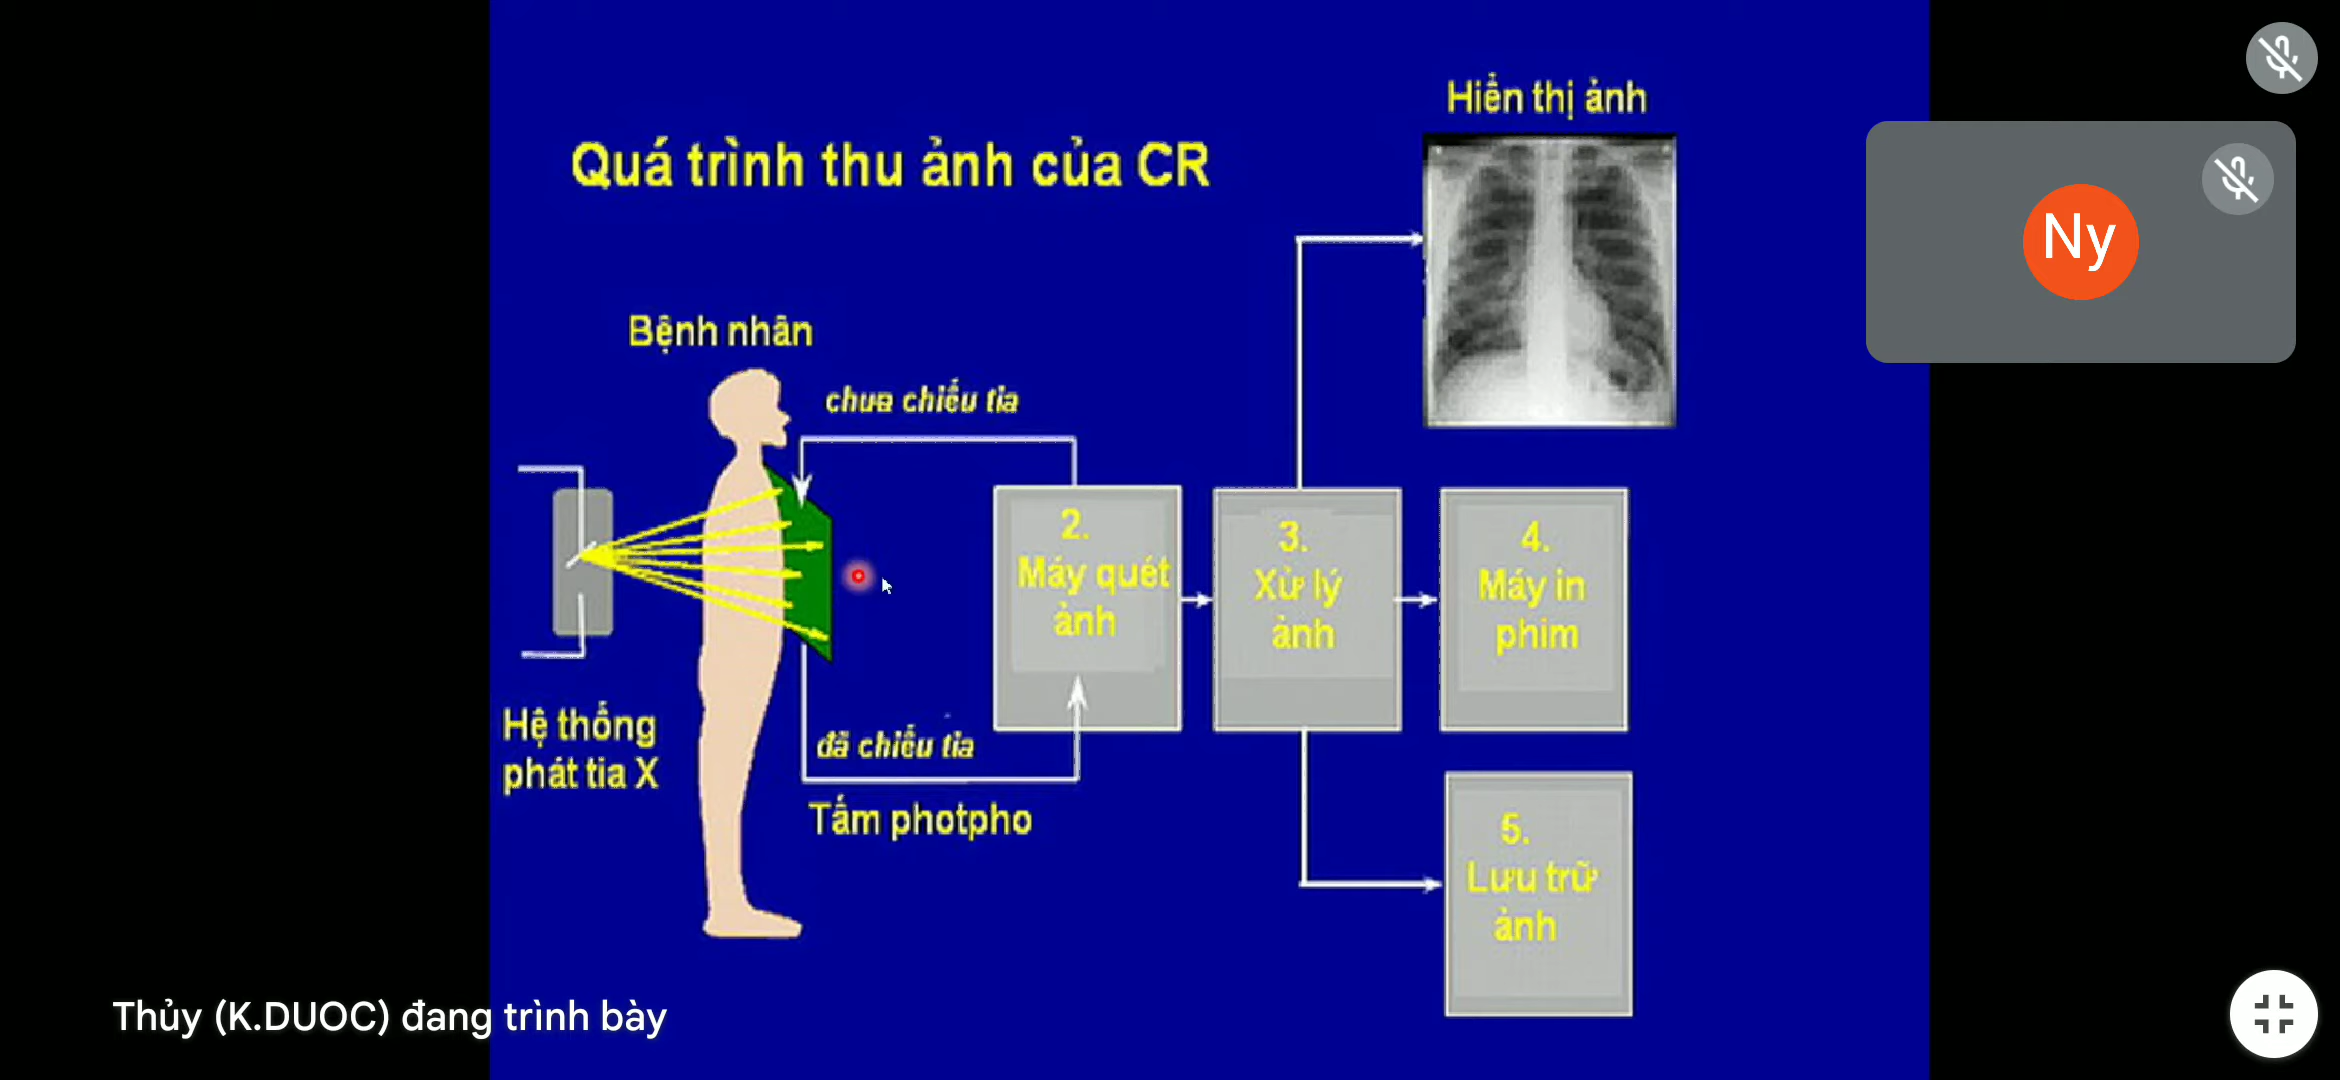 Hiển thị ảnh
Quá trình thu ảnh của CR
Ny
Bệnh nhân
chưa chiếu tia
2.
Máy quét
ảnh
3.
Xử lý
ảnh
4.
Máy in
phim
Hệ thống
phát tia X
đã chiếu tia
Tấm photpho
5.
Lưu trữ
ảnh
Thủy (K.DUOC) đang trình bày